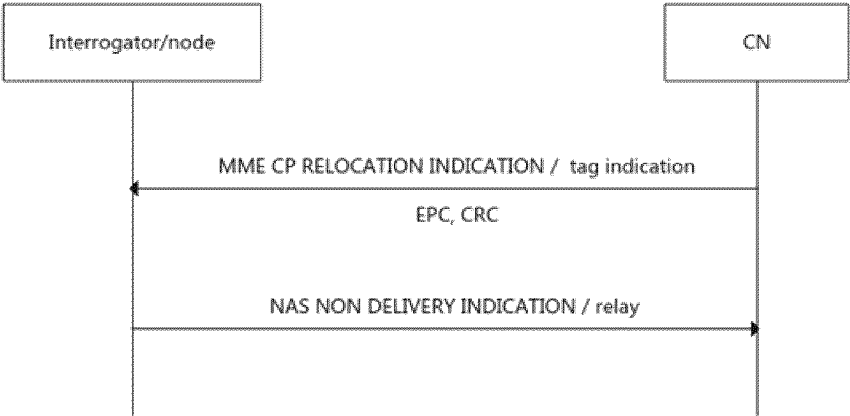 Interrogator/node
CN
MME CP RELOCATION INDICATION / tag indication
EPC, CRC
NAS NON DELIVERY INDICATION / relay